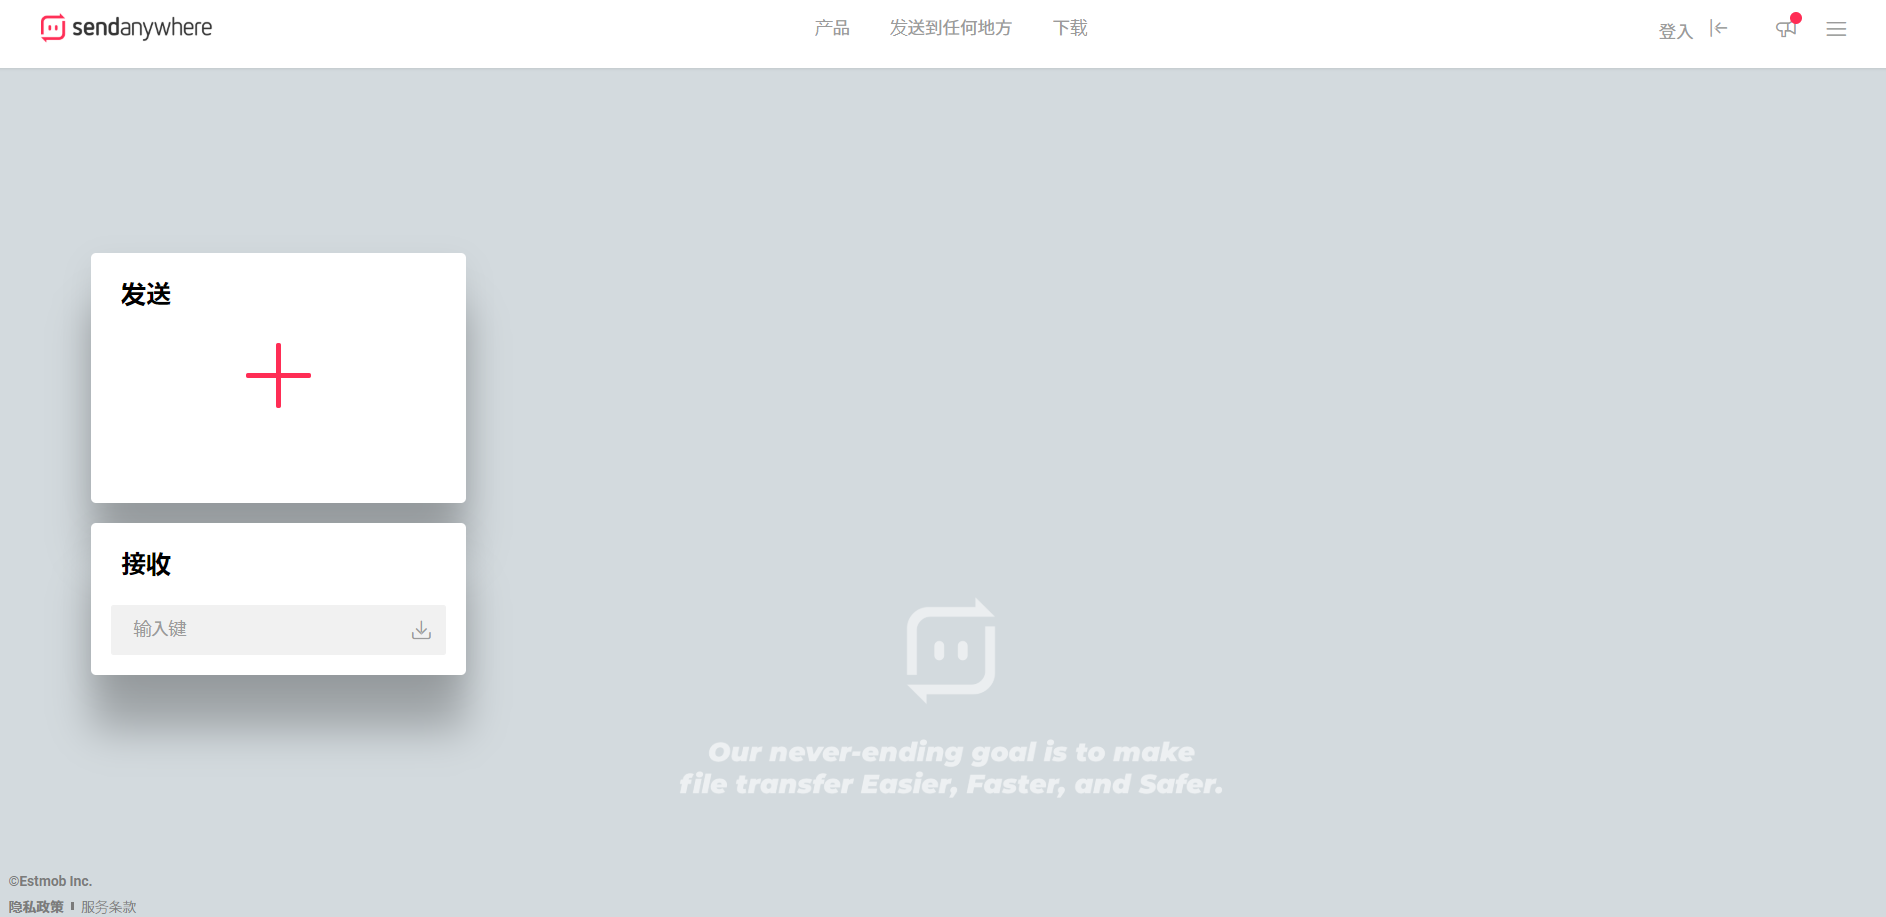 sendanywhere
产品 发送到任何地方 下载
登入
发送
接收
输入键
Our never-ending goal is to make
file transfer Easier, Faster, and Safer.
©Estmob Inc.
隐私政策 服务条款